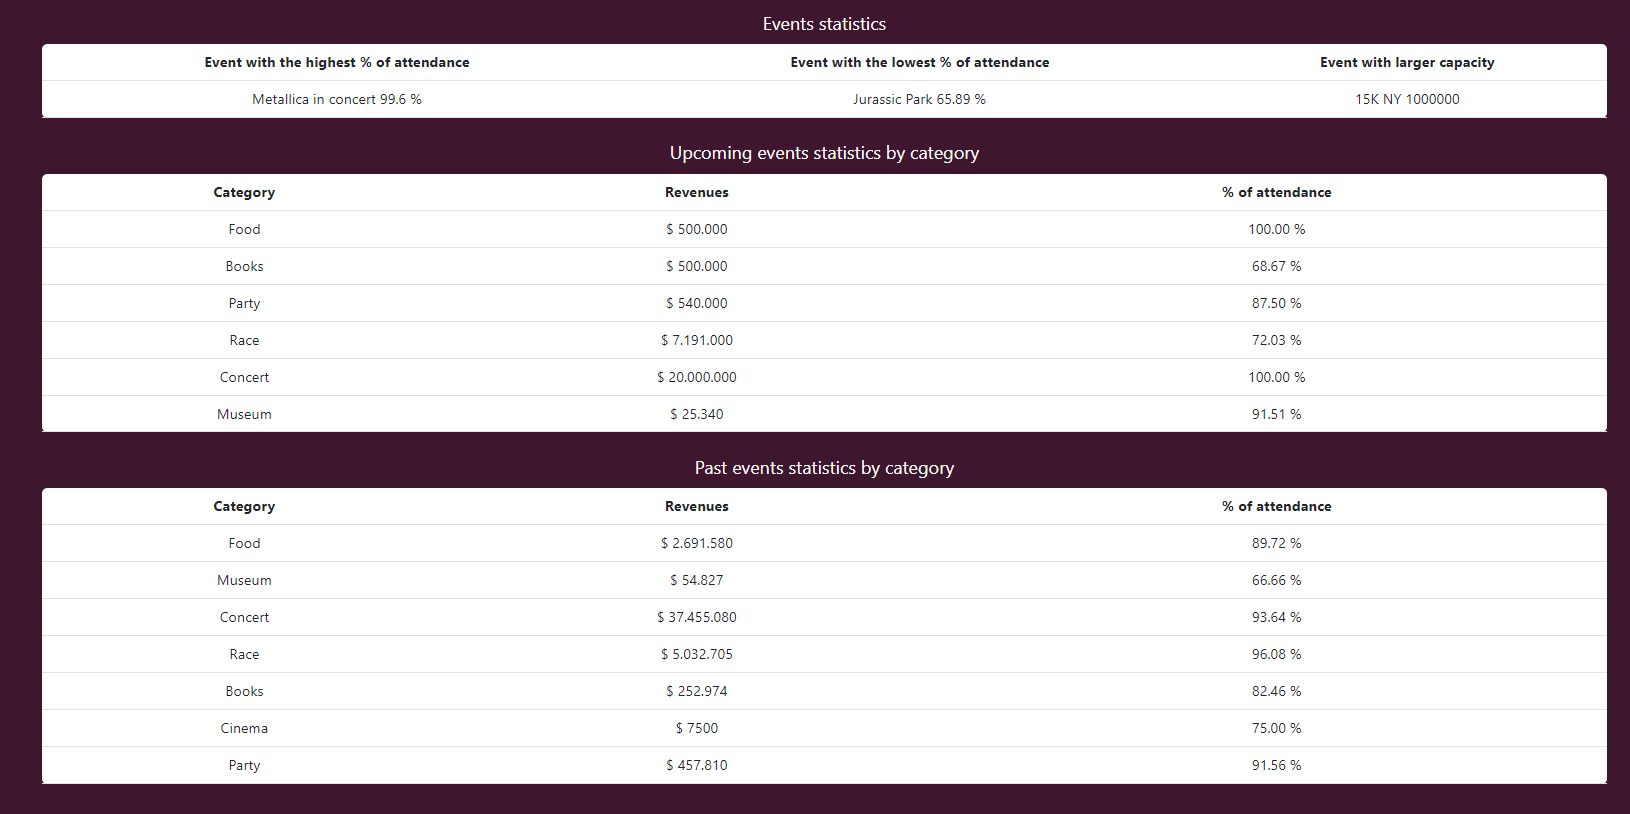 Events statistics
Event with the highest % of attendance Event with the lowest % of attendance Event with larger capacity
Metallica in concert 99.6 % Jurassic Park 65.89 % 15K NY 1000000
Upcoming events statistics by category
Category Revenues % of attendance
Food $ 500.000 100.00 %
Books $ 500.000 68.67 %
Party $ 540.000 87.50 %
Race $ 7.191.000 72.03 %
Concert $ 20.000.000 100.00 %
Museum $ 25.340 91.51 %
Past events statistics by category
Category Revenues % of attendance
Food $ 2.691.580 89.72 %
Museum $ 54.827 66.66 %
Concert $ 37.455.080 93.64 %
Race $ 5.032.705 96.08 %
Books $ 252.974 82.46 %
Cinema $ 7500 75.00 %
Party $ 457.810 91.56 %